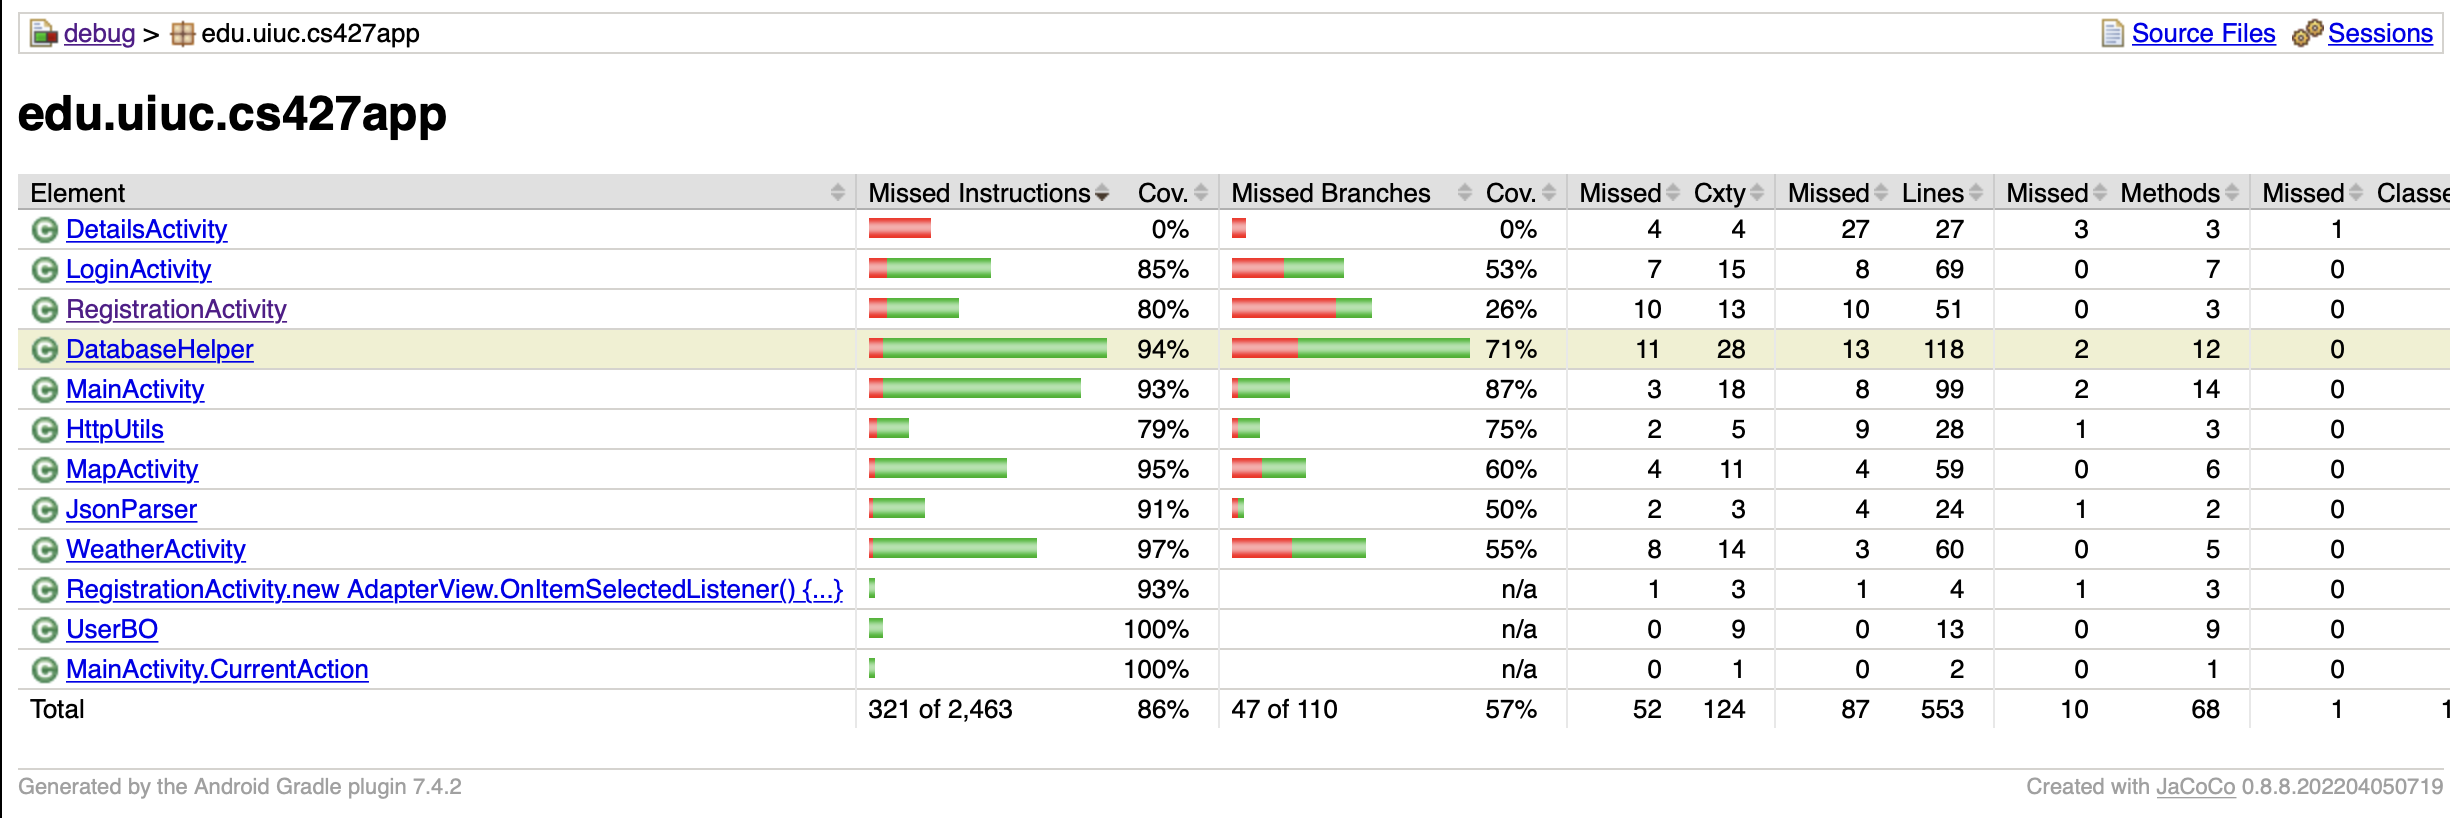 debug > edu.uiuc.cs427app Source Files Sessions
edu.uiuc.cs427app
Element Missed Instructions Cov. Missed Branches Cov. Missed Cxty Missed Lines Missed Methods Missed Classe
DetailsActivity 0% 0% 4 4 27 27 3 3 1
LoginActivity 85% 53% 7 15 8 69 0 7 0
RegistrationActivity 80% 26% 10 13 10 51 0 3 0
DatabaseHelper 94% 71% 11 28 13 118 2 12 0
MainActivity 93% 87% 3 18 8 99 2 14 0
HttpUtils 79% 75% 2 5 9 28 1 3 0
MapActivity 95% 60% 4 11 4 59 0 6 0
JsonParser 91% 50% 2 3 4 24 1 2 0
WeatherActivity 97% 55% 8 14 3 60 0 5 0
RegistrationActivity.new AdapterView.OnItemSelectedListener() {...} 93% n/a 1 3 1 4 1 3 0
UserBO 100% n/a 0 9 0 13 0 9 0
MainActivity.CurrentAction 100% n/a 0 1 0 2 0 1 0
Total 321 of 2,463 86% 47 of 110 57% 52 124 87 553 10 68 1
Generated by the Android Gradle plugin 7.4.2 Created with JaCoCo 0.8.8.202204050719